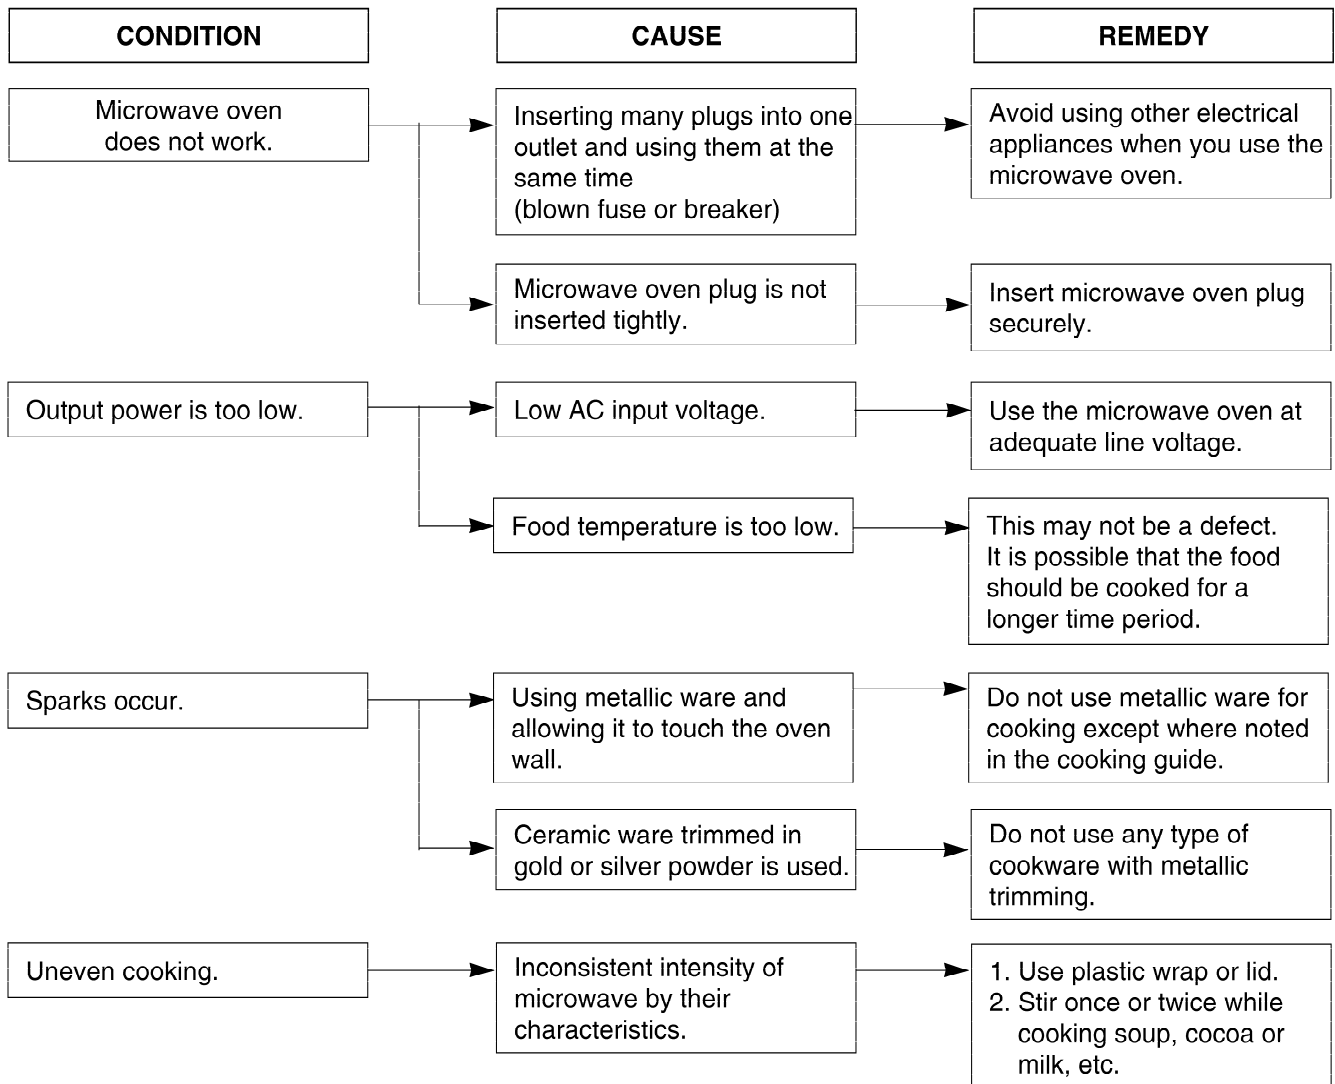 CONDITION
CAUSE
REMEDY
Microwave oven
does not work.
Inserting many plugs into one
outlet and using them at the
same time
(blown fuse or breaker)
Avoid using other electrical
appliances when you use the
microwave oven.
Microwave oven plug is not
inserted tightly.
Insert microwave oven plug
securely.
Output power is too low.
Low AC input voltage.
Use the microwave oven at
adequate line voltage.
Food temperature is too low.
This may not be a defect.
It is possible that the food
should be cooked for a
longer time period.
Sparks occur.
Using metallic ware and
allowing it to touch the oven
wall.
Do not use metallic ware for
cooking except where noted
in the cooking guide.
Ceramic ware trimmed in
gold or silver powder is used.
Do not use any type of
cookware with metallic
trimming.
Uneven cooking.
Inconsistent intensity of
microwave by their
characteristics.
1. Use plastic wrap or lid.
2. Stir once or twice while
cooking soup, cocoa or
milk, etc.